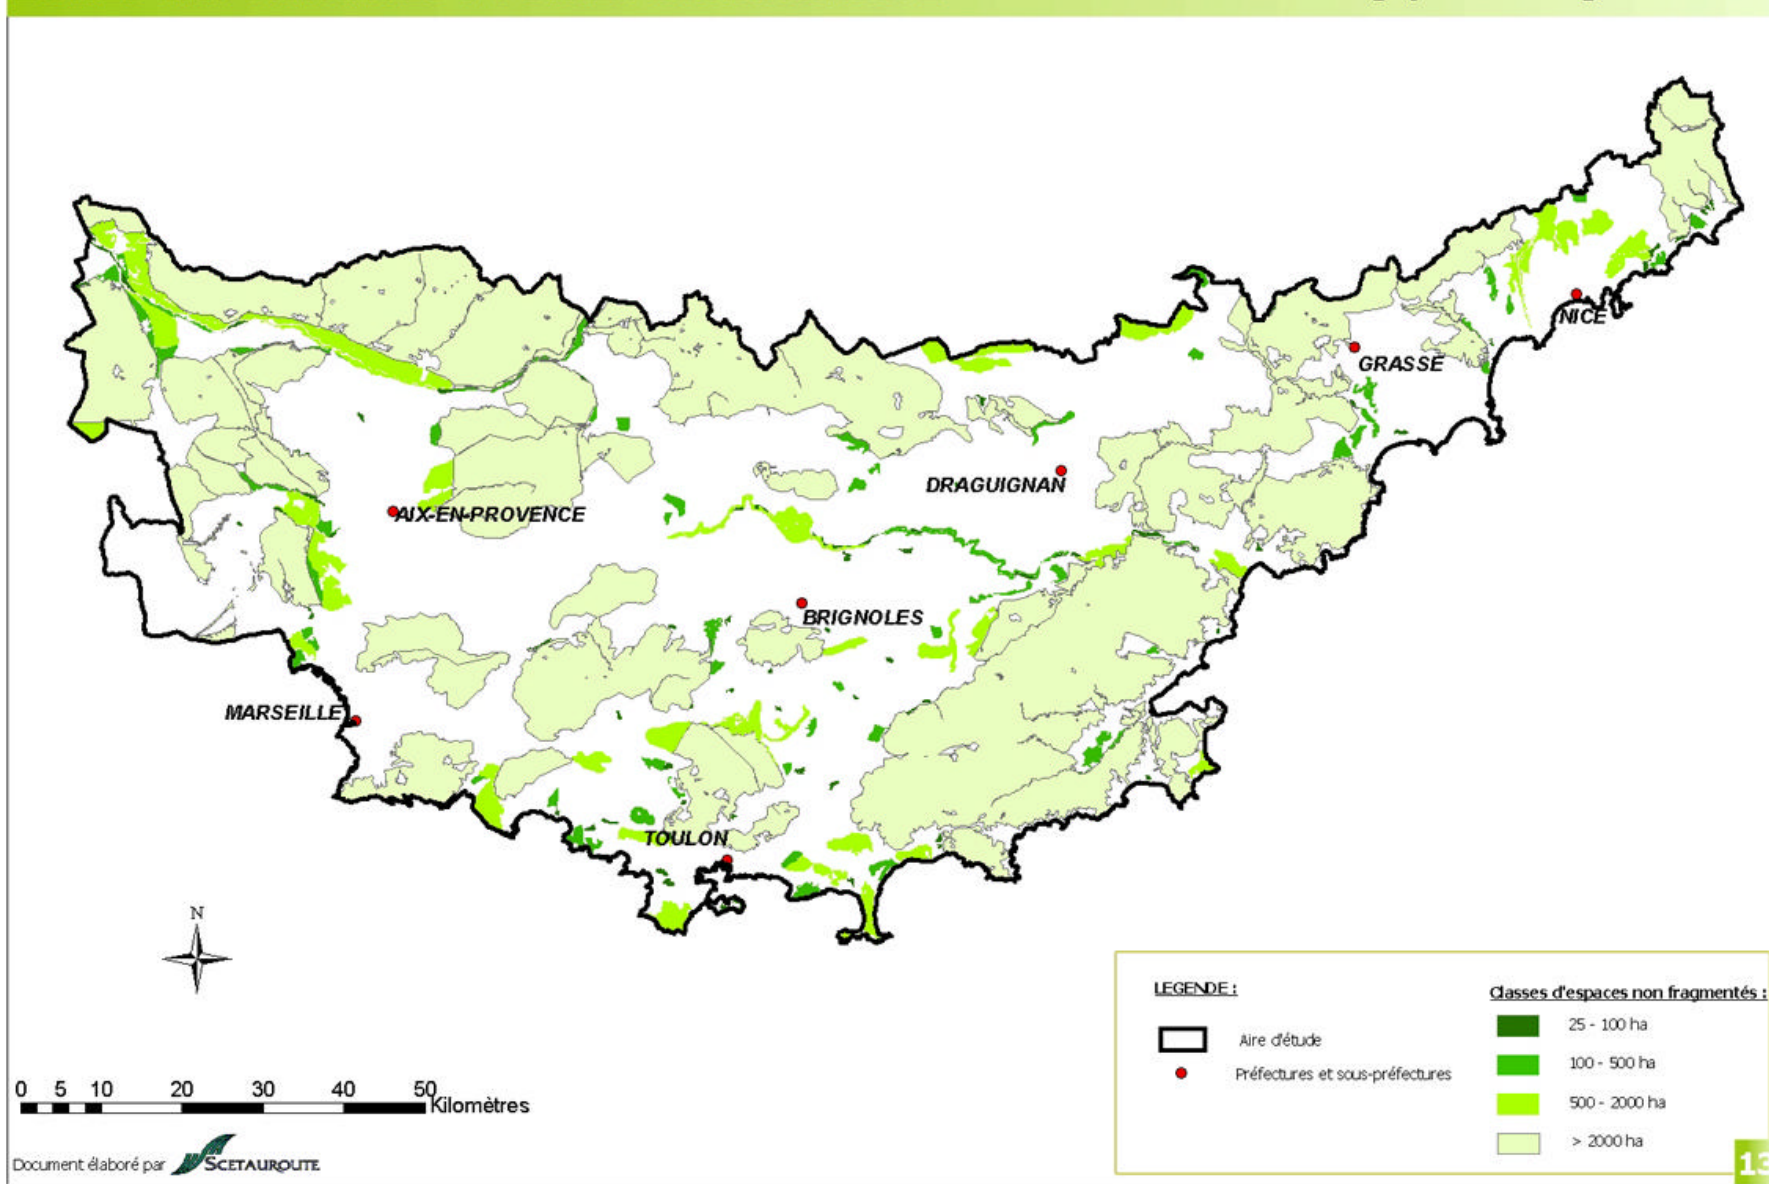 NICE
GRASSE
DRAGUIGNAN
AIX-EN-PROVENCE
BRIGNOLES
MARSEILLE
TOULON
N
LEGENDE :
Aire d'étude
Préfectures et sous-préfectures
Classes d'espaces non fragmentés :
25 - 100 ha
100 - 500 ha
500 - 2000 ha
> 2000 ha
0 5 10 20 30 40 50
Kilomètres
Document élaboré par SCETAUROUTE
13